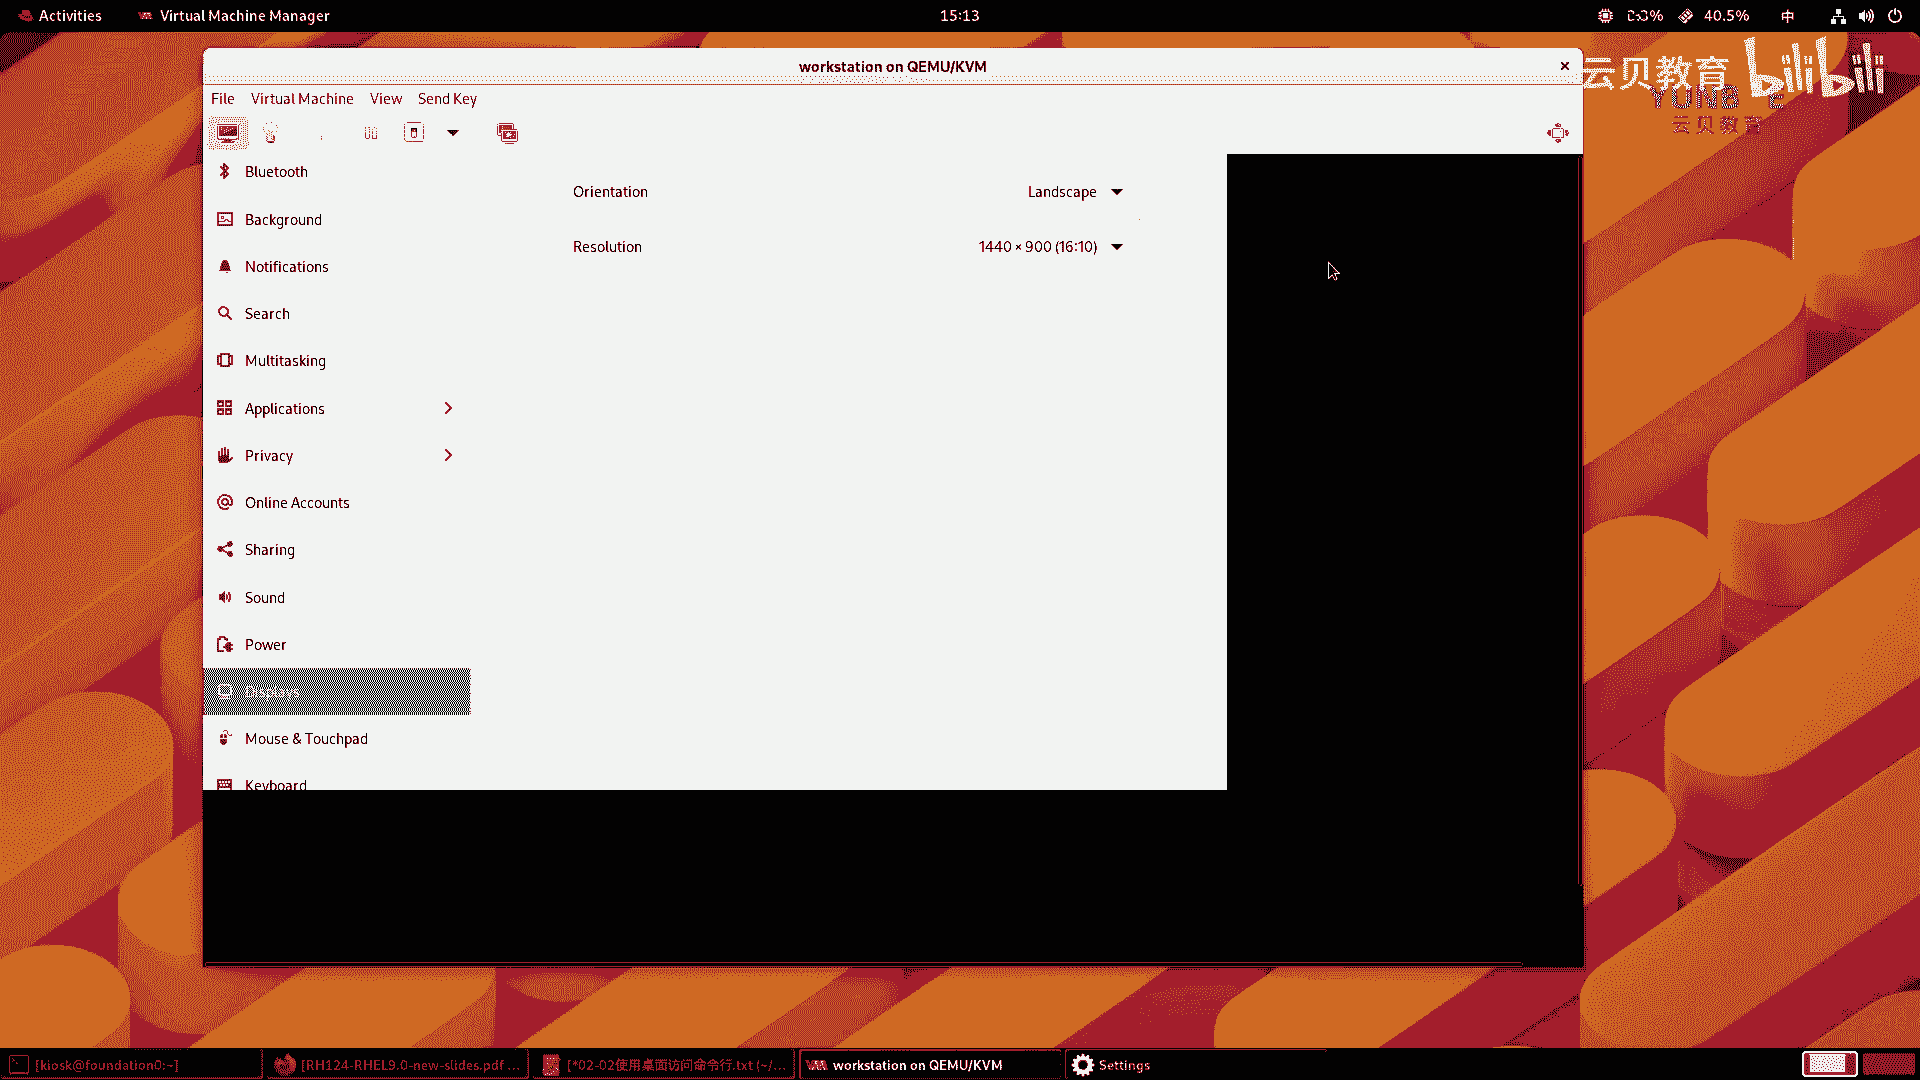 Activities
Virtual Machine Manager
15:13
40.5%
中
workstation on QEMU/KVM
云贝教育 bilibili
云贝教育
File Virtual Machine View Send Key
Bluetooth
Orientation Landscape
Background
Resolution 1440 × 900 (16:10)
Notifications
Search
Multitasking
Applications
Privacy
Online Accounts
Sharing
Sound
Power
Displays
Mouse & Touchpad
Keyboard
[kiosk@foundation0:~]
[RH124-RHEL9.0-new-slides.pdf ...
[*02-02使用桌面访问命令行.txt (~/...
workstation on QEMU/KVM
Settings